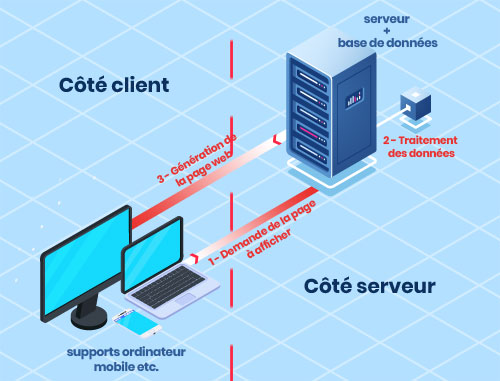 serveur
+
base de données
Côté client
2 - Traitement
des données
3 - Génération de
la page web
1 - Demande de la page
à afficher
Côté serveur
supports ordinateur
mobile etc.